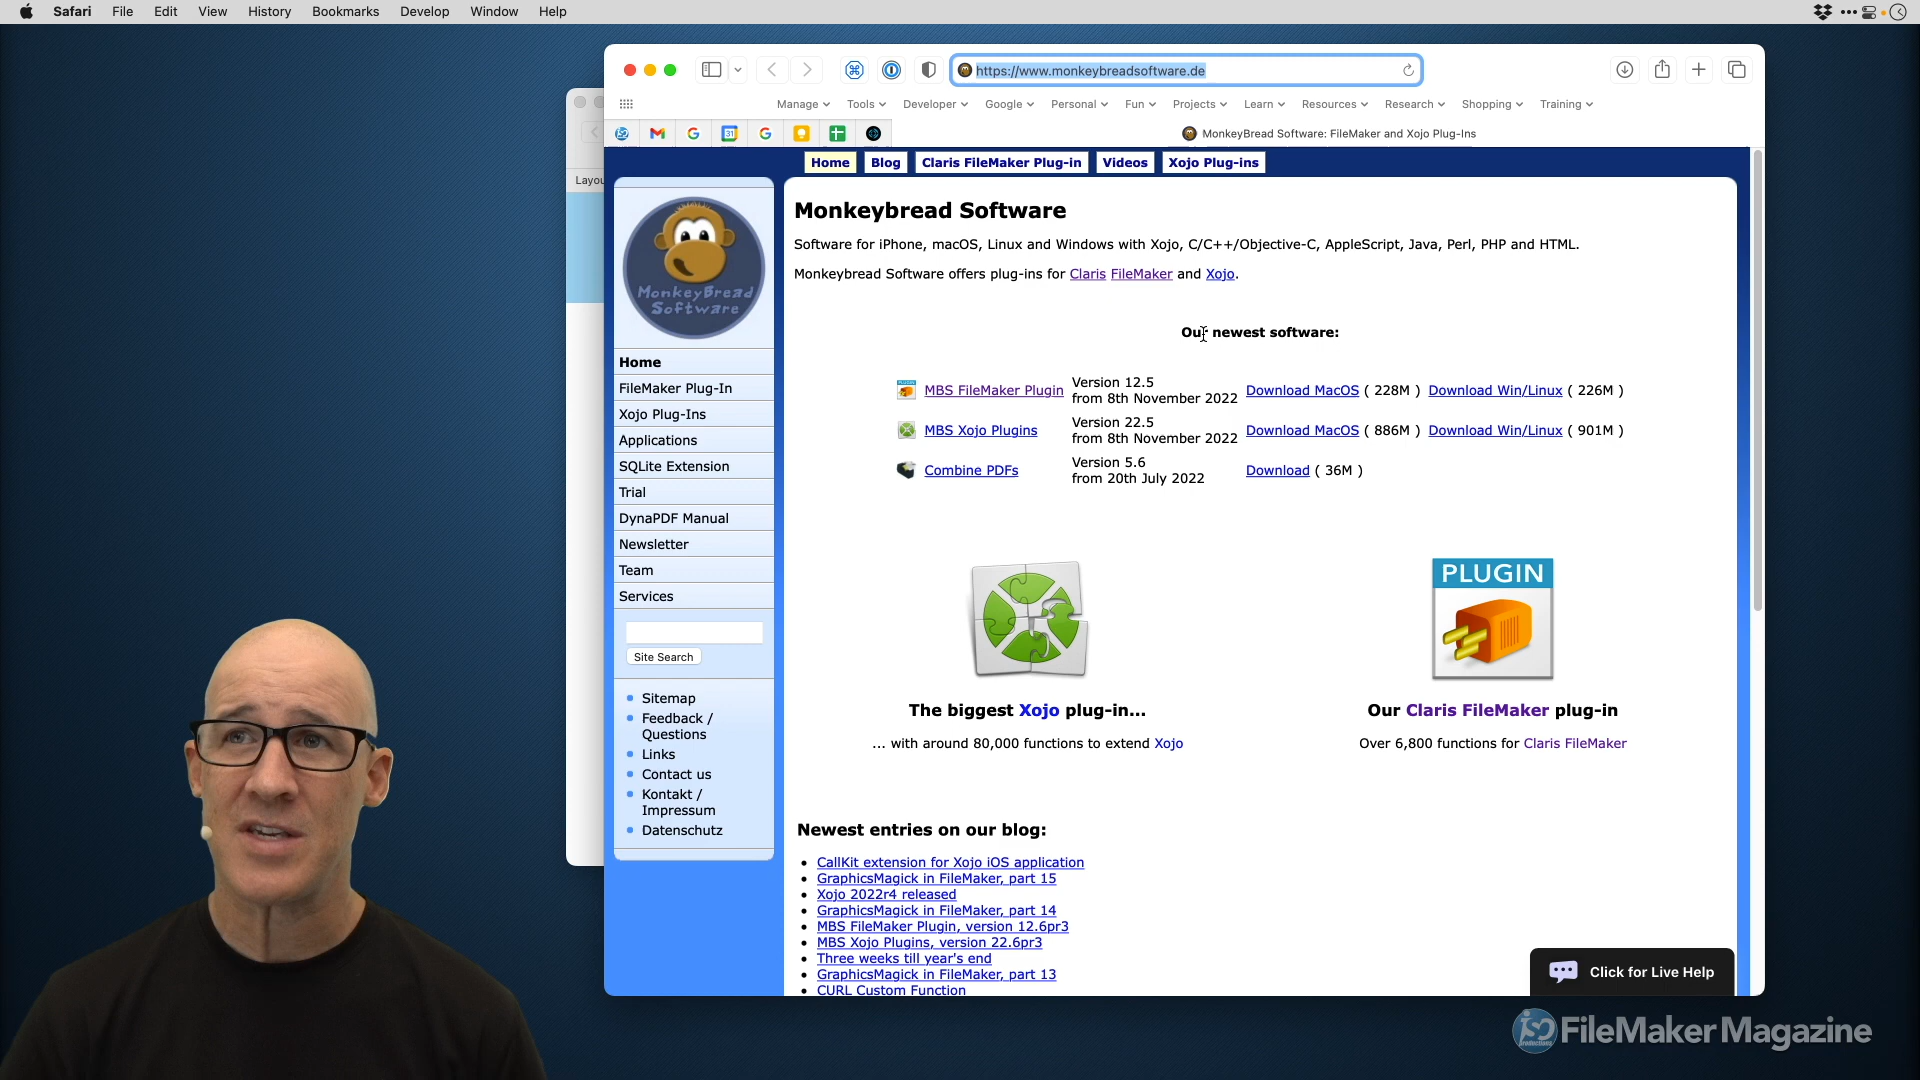 Safari File Edit View History Bookmarks Develop Window Help
https://www.monkeybreadsoftware.de
Manage Tools Developer Google Personal Fun Projects Learn Resources Research Shopping Training
MonkeyBread Software: FileMaker and Xojo Plug-Ins
Home Blog Claris FileMaker Plug-in Videos Xojo Plug-ins
MonkeyBread
Software
Home
FileMaker Plug-In
Xojo Plug-Ins
Applications
SQLite Extension
Trial
DynaPDF Manual
Newsletter
Team
Services
Site Search
Sitemap
Feedback /
Questions
Links
Contact us
Kontakt /
Impressum
Datenschutz
Monkeybread Software
Software for iPhone, macOS, Linux and Windows with Xojo, C/C++/Objective-C, AppleScript, Java, Perl, PHP and HTML.
Monkeybread Software offers plug-ins for Claris FileMaker and Xojo.
Our newest software:
MBS FileMaker Plugin Version 12.5 from 8th November 2022 Download MacOS ( 228M ) Download Win/Linux ( 226M )
MBS Xojo Plugins Version 22.5 from 8th November 2022 Download MacOS ( 886M ) Download Win/Linux ( 901M )
Combine PDFs Version 5.6 from 20th July 2022 Download ( 36M )
PLUGIN
The biggest Xojo plug-in...
... with around 80,000 functions to extend Xojo
Our Claris FileMaker plug-in
Over 6,800 functions for Claris FileMaker
Newest entries on our blog:
CallKit extension for Xojo iOS application
GraphicsMagick in FileMaker, part 15
Xojo 2022r4 released
GraphicsMagick in FileMaker, part 14
MBS FileMaker Plugin, version 12.6pr3
MBS Xojo Plugins, version 22.6pr3
Three weeks till year's end
GraphicsMagick in FileMaker, part 13
CURL Custom Function
Click for Live Help
FileMaker Magazine